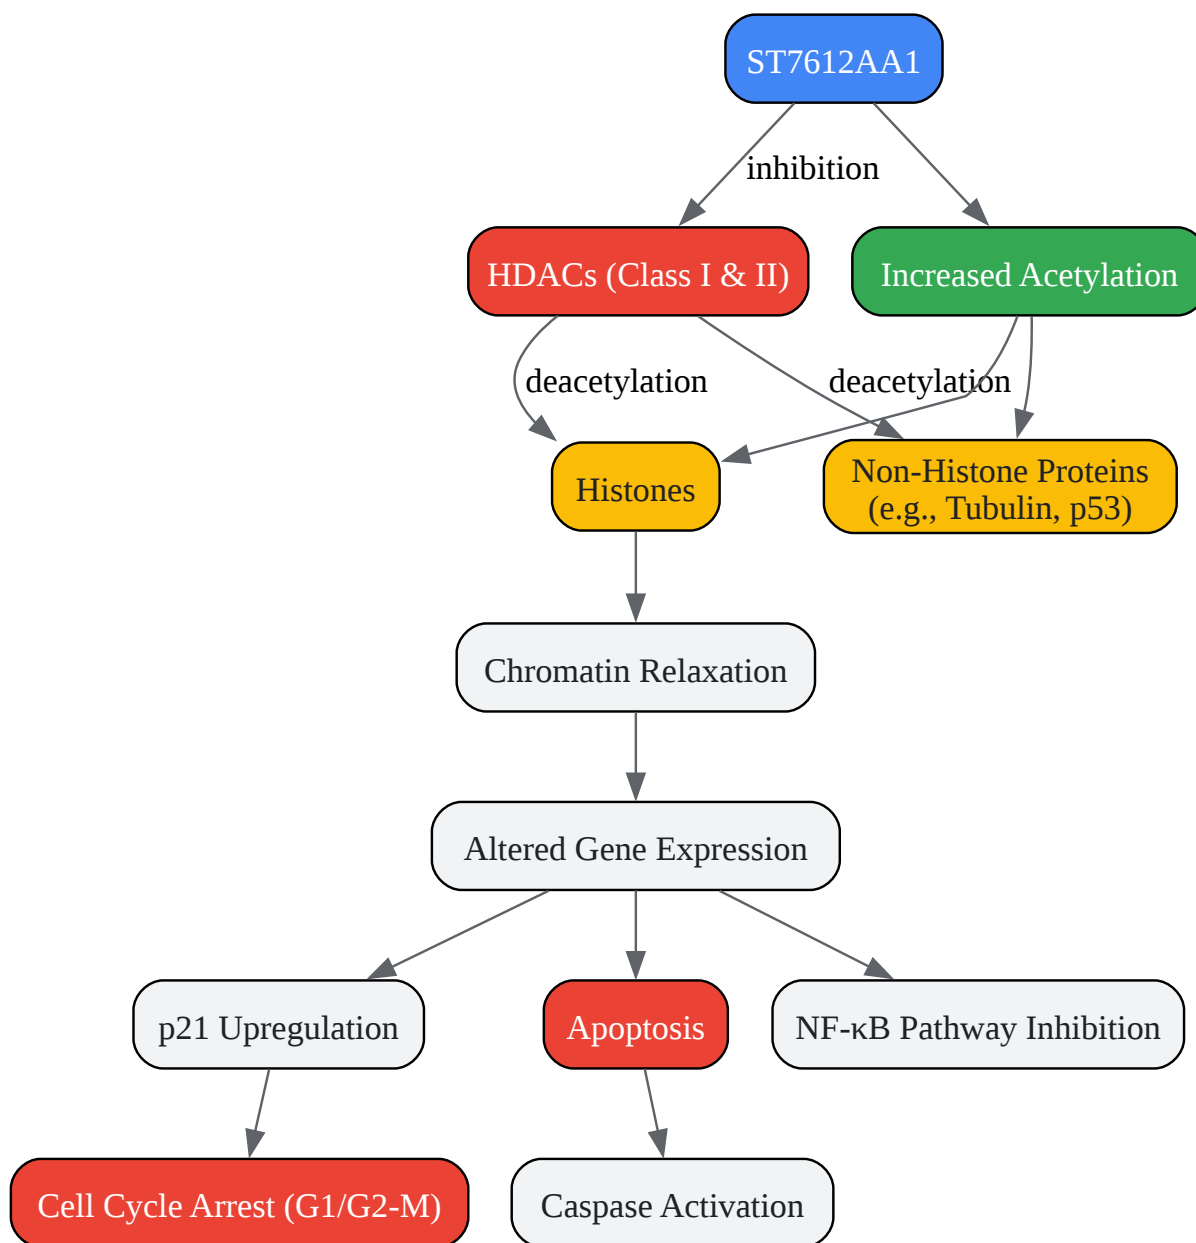 ST7612AA1
inhibition
HDACs (Class I & II)
Increased Acetylation
deacetylation
deacetylation
Histones
Non-Histone Proteins
(e.g., Tubulin, p53)
Chromatin Relaxation
Altered Gene Expression
p21 Upregulation
Apoptosis
NF-κB Pathway Inhibition
Cell Cycle Arrest (G1/G2-M)
Caspase Activation